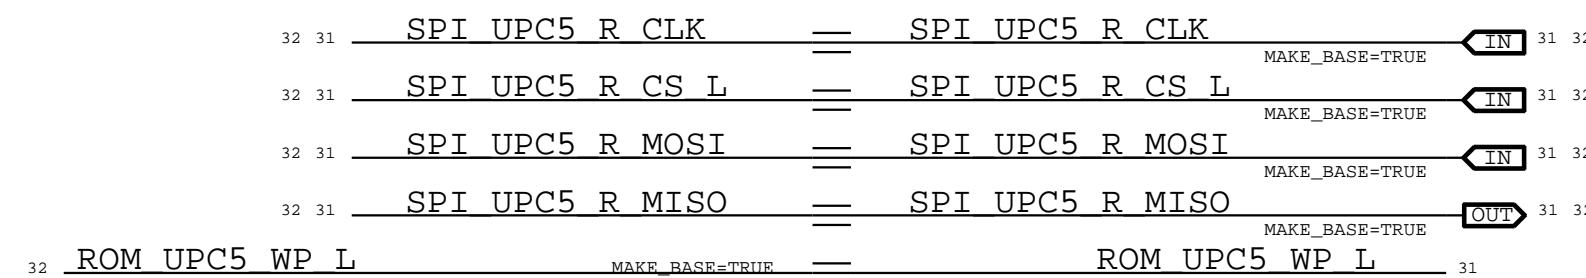 32 31 SPI_UPC5_R_CLK SPI_UPC5_R_CLK IN 31 32
MAKE_BASE=TRUE
32 31 SPI_UPC5_R_CS_L SPI_UPC5_R_CS_L IN 31 32
MAKE_BASE=TRUE
32 31 SPI_UPC5_R_MOSI SPI_UPC5_R_MOSI IN 31 32
MAKE_BASE=TRUE
32 31 SPI_UPC5_R_MISO SPI_UPC5_R_MISO OUT 31 32
MAKE_BASE=TRUE
32 ROM_UPC5_WP_L MAKE_BASE=TRUE ROM_UPC5_WP_L 31